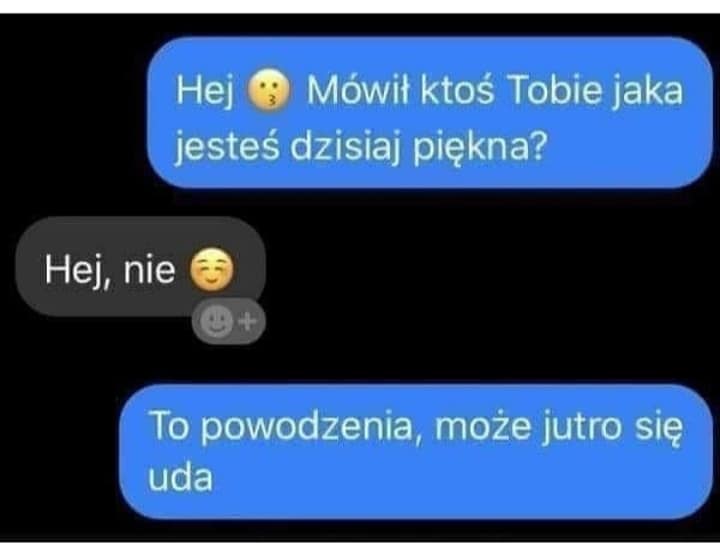 Hej 😗 Mówił ktoś Tobie jaka
jesteś dzisiaj piękna?
Hej, nie ☺️
To powodzenia, może jutro się
uda